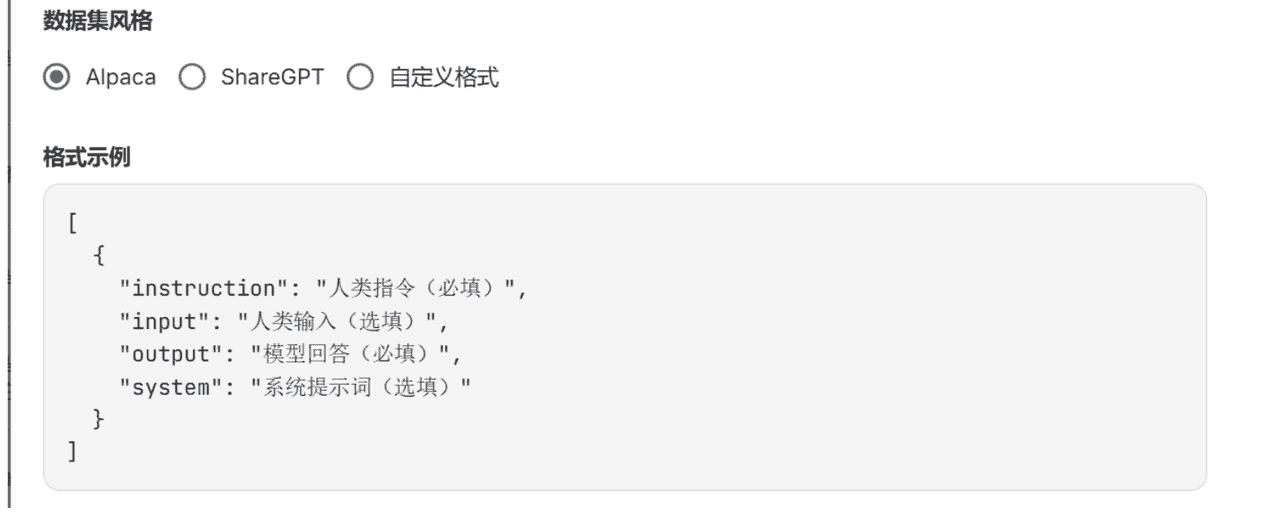 数据集风格
Alpaca ShareGPT 自定义格式
格式示例
[
  {
    "instruction": "人类指令（必填）",
    "input": "人类输入（选填）",
    "output": "模型回答（必填）",
    "system": "系统提示词（选填）"
  }
]